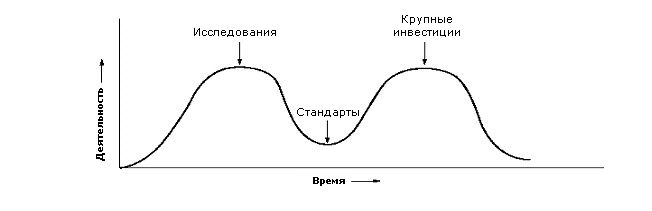 Исследования
Крупные
инвестиции
Стандарты
Деятельность
Время